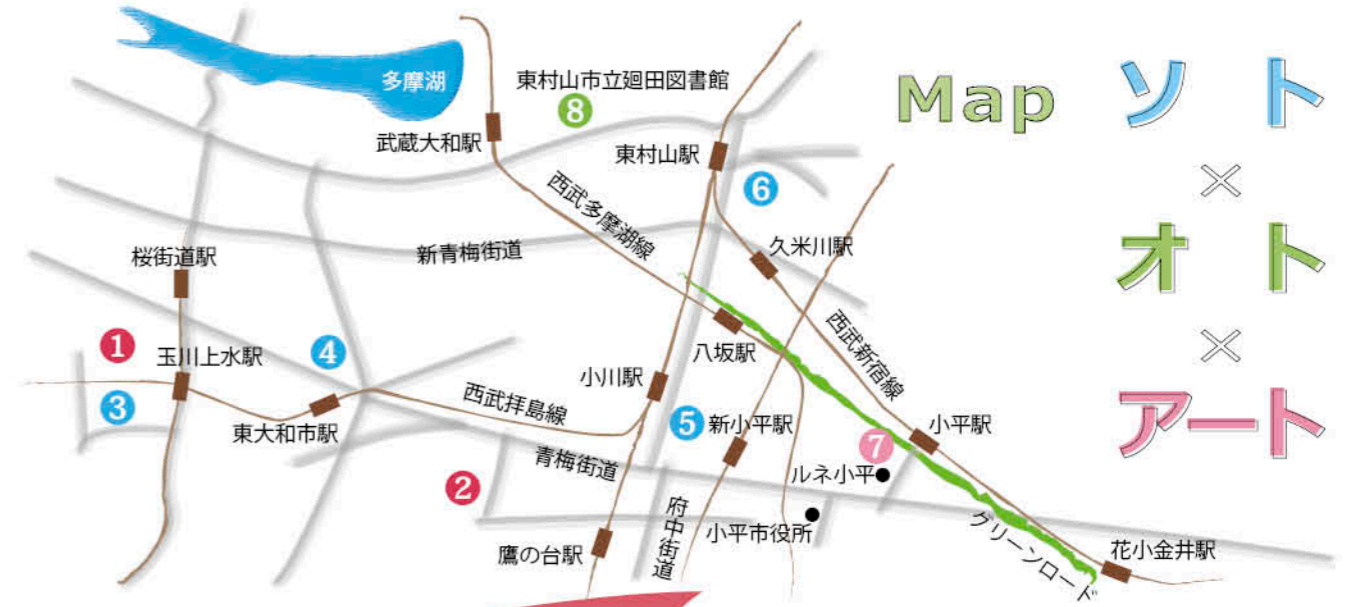 多摩湖
東村山市立廻田図書館
8
武蔵大和駅
東村山駅
6
西武多摩湖線
久米川駅
新青梅街道
桜街道駅
1
玉川上水駅
4
八坂駅
西武新宿線
小川駅
3
東大和市駅
西武拝島線
5
新小平駅
小平駅
7
青梅街道
ルネ小平
2
府中街道
小平市役所
グリーンロード
鷹の台駅
花小金井駅
Map
ソト
×
オト
×
アート